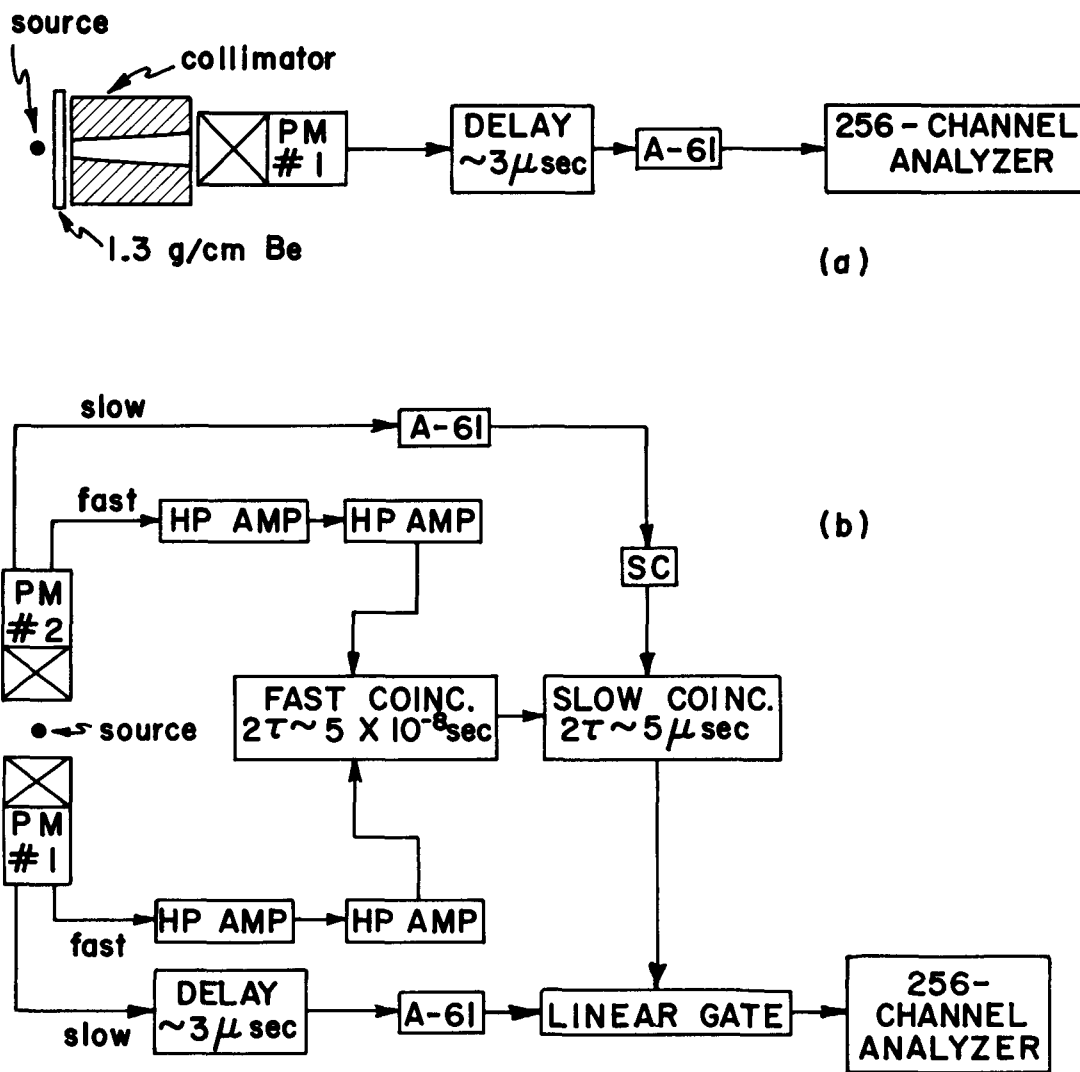 source
collimator
PM
#1
DELAY
~3μsec
A-61
256-CHANNEL
ANALYZER
1.3 g/cm Be
(a)
slow
A-61
fast
HP AMP
HP AMP
(b)
SC
PM
#2
FAST COINC.
2τ~5 X 10⁻⁸sec
SLOW COINC.
2τ~5μsec
source
PM
#1
HP AMP
HP AMP
fast
DELAY
~3μsec
A-61
LINEAR GATE
256-
CHANNEL
ANALYZER
slow